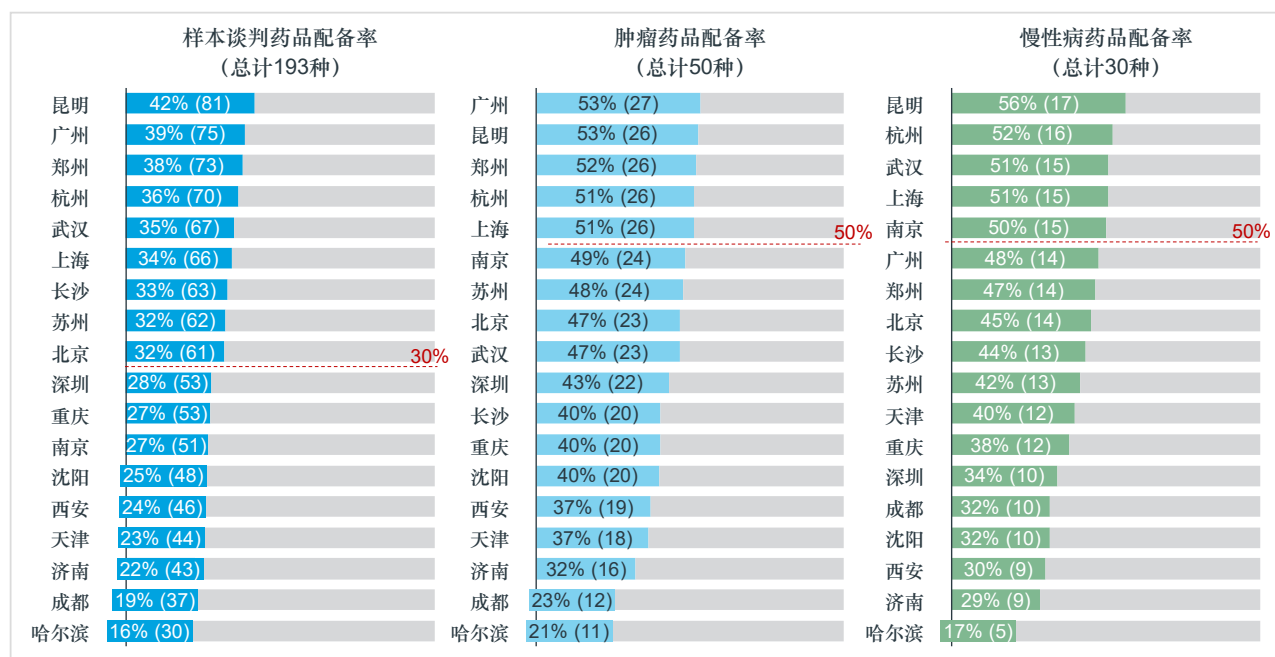 样本谈判药品配备率
(总计193种)
昆明 42% (81)
广州 39% (75)
郑州 38% (73)
杭州 36% (70)
武汉 35% (67)
上海 34% (66)
长沙 33% (63)
苏州 32% (62)
北京 32% (61)
30%
深圳 28% (53)
重庆 27% (53)
南京 27% (51)
沈阳 25% (48)
西安 24% (46)
天津 23% (44)
济南 22% (43)
成都 19% (37)
哈尔滨 16% (30)
肿瘤药品配备率
(总计50种)
广州 53% (27)
昆明 53% (26)
郑州 52% (26)
杭州 51% (26)
上海 51% (26)
50%
南京 49% (24)
苏州 48% (24)
北京 47% (23)
武汉 47% (23)
深圳 43% (22)
长沙 40% (20)
重庆 40% (20)
沈阳 40% (20)
西安 37% (19)
天津 37% (18)
济南 32% (16)
成都 23% (12)
哈尔滨 21% (11)
慢性病药品配备率
(总计30种)
昆明 56% (17)
杭州 52% (16)
武汉 51% (15)
上海 51% (15)
南京 50% (15)
50%
广州 48% (14)
郑州 47% (14)
北京 45% (14)
长沙 44% (13)
苏州 42% (13)
天津 40% (12)
重庆 38% (12)
深圳 34% (10)
成都 32% (10)
沈阳 32% (10)
西安 30% (9)
济南 29% (9)
哈尔滨 17% (5)